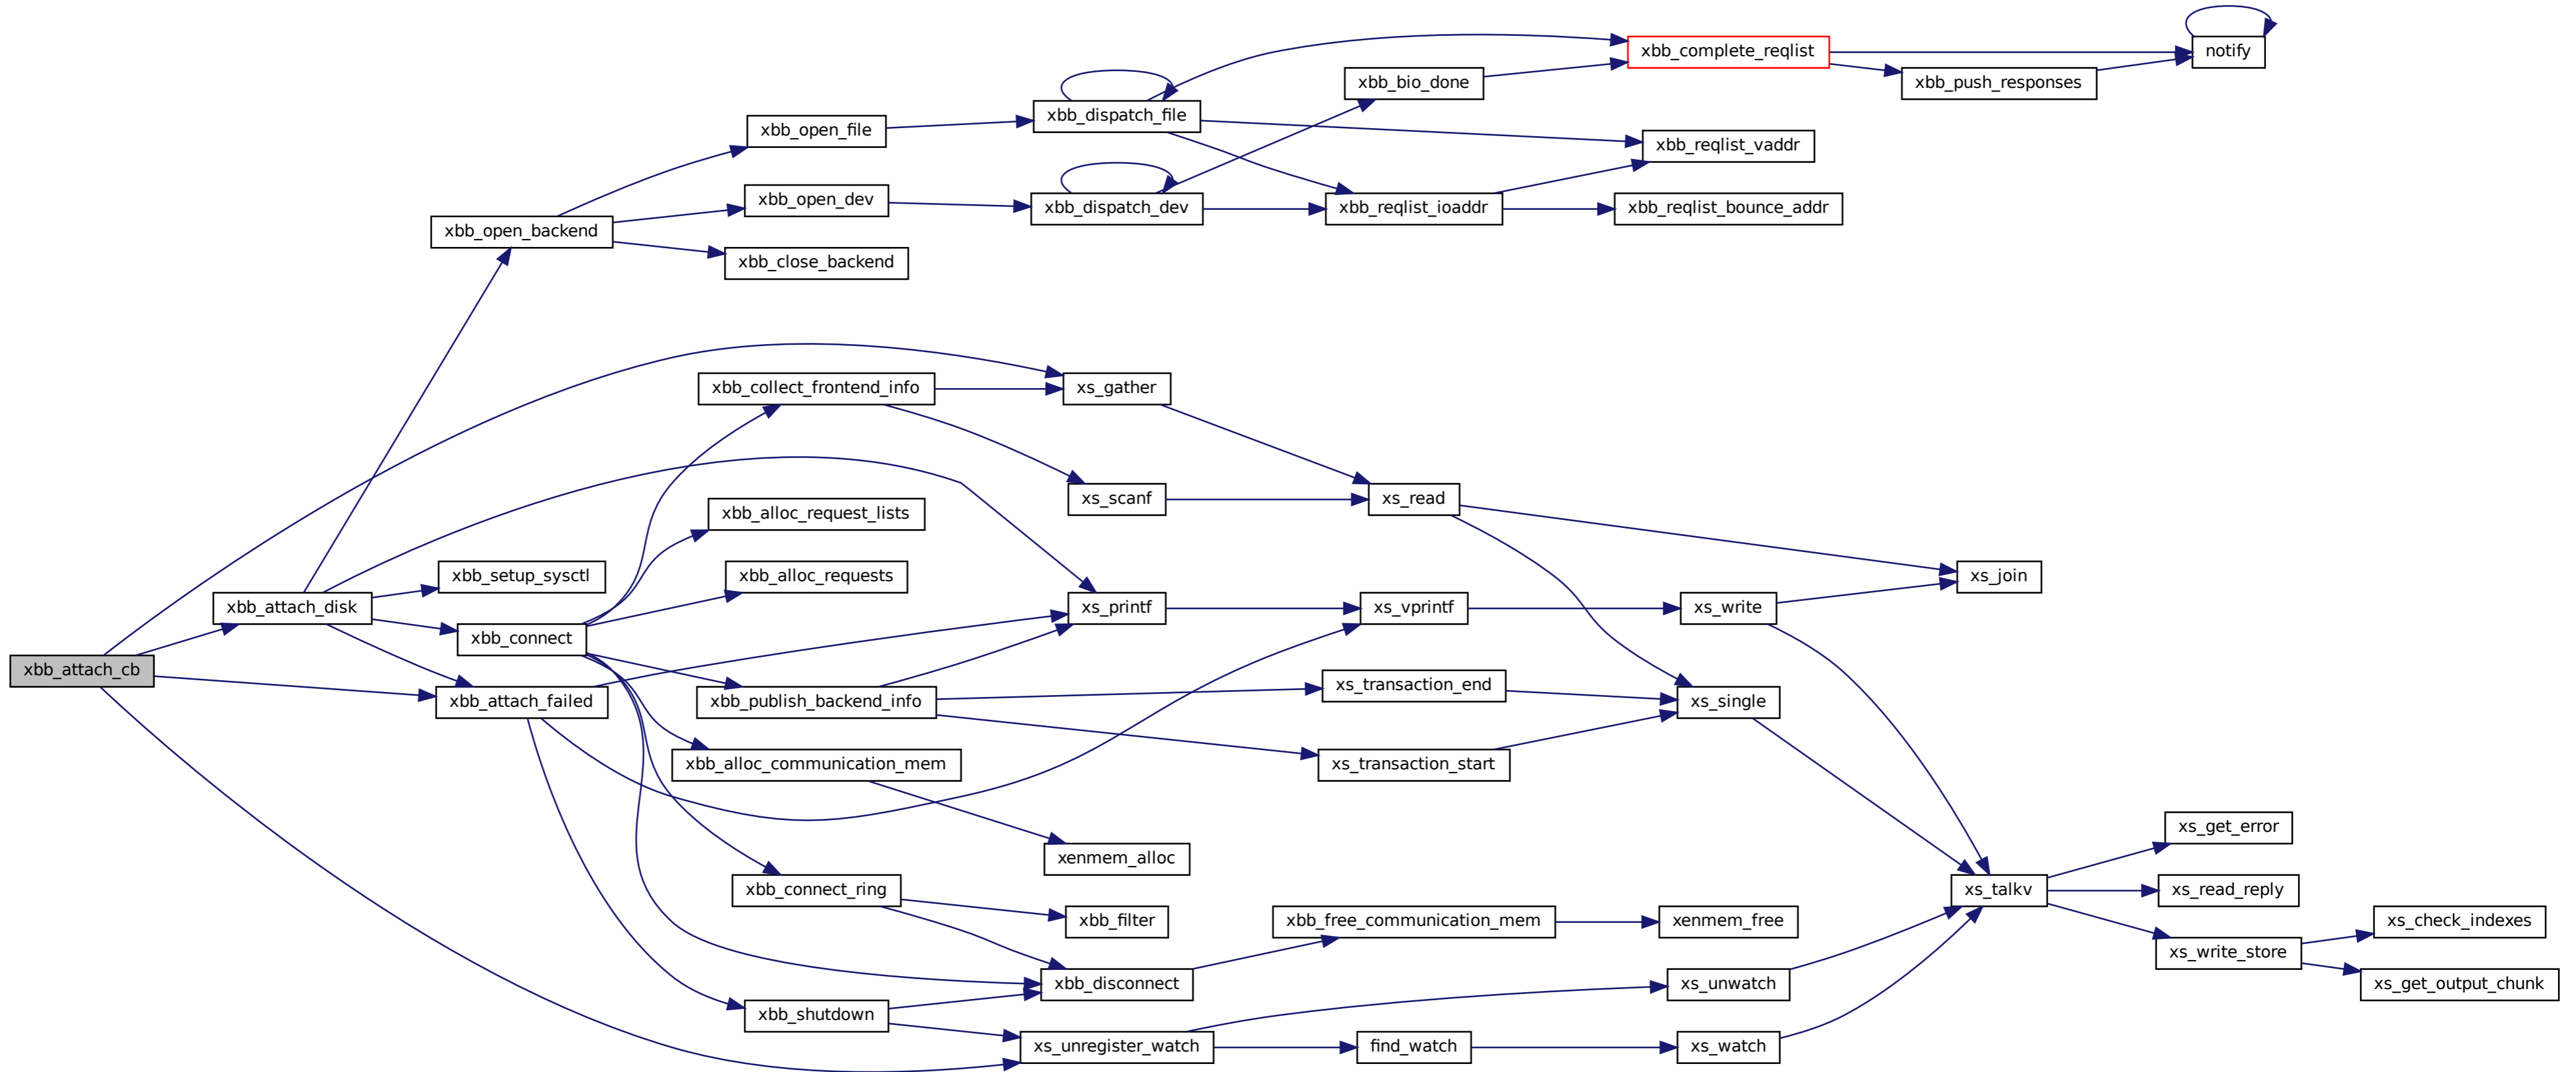 xbb_complete_reqlist
notify
xbb_bio_done
xbb_push_responses
xbb_dispatch_file
xbb_open_file
xbb_reqlist_vaddr
xbb_open_dev
xbb_dispatch_dev
xbb_reqlist_ioaddr
xbb_reqlist_bounce_addr
xbb_open_backend
xbb_close_backend
xbb_collect_frontend_info
xs_gather
xs_scanf
xs_read
xbb_alloc_request_lists
xbb_setup_sysctl
xbb_alloc_requests
xs_join
xbb_attach_disk
xs_printf
xs_vprintf
xs_write
xbb_connect
xbb_attach_cb
xs_transaction_end
xbb_attach_failed
xbb_publish_backend_info
xs_single
xbb_alloc_communication_mem
xs_transaction_start
xs_get_error
xenmem_alloc
xbb_connect_ring
xs_talkv
xs_read_reply
xbb_filter
xbb_free_communication_mem
xenmem_free
xs_check_indexes
xs_write_store
xbb_disconnect
xs_unwatch
xs_get_output_chunk
xbb_shutdown
xs_unregister_watch
find_watch
xs_watch